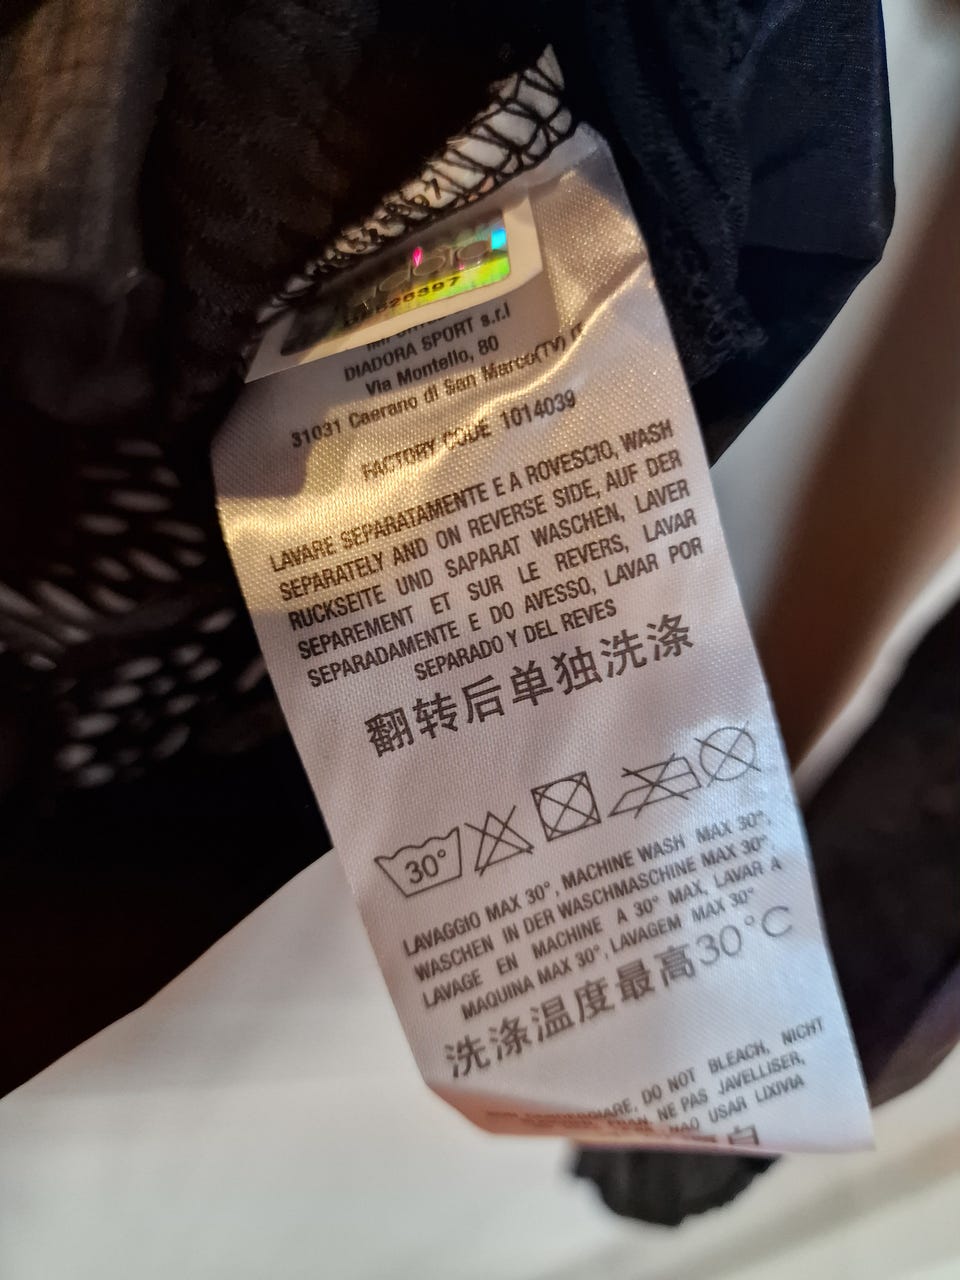 DIADORA SPORT s.r.l
Via Montello, 80
31031 Caerano di San Marco(TV)
FACTORY CODE 1014039
LAVARE SEPARATAMENTE E A ROVESCIO, WASH
SEPARATELY AND ON REVERSE SIDE, AUF DER
RUCKSEITE UND SAPARAT WASCHEN, LAVER
SEPAREMENT ET SUR LE REVERS, LAVAR
SEPARADAMENTE E DO AVESSO, LAVAR POR
SEPARADO Y DEL REVES
翻转后单独洗涤
30°
LAVAGGIO MAX 30°, MACHINE WASH MAX 30°,
WASCHEN IN DER WASCHMASCHINE MAX 30°,
LAVAGE EN MACHINE A 30° MAX, LAVAR A
MAQUINA MAX 30°, LAVAGEM MAX 30°
洗涤温度最高30°C
DO NOT BLEACH, NICHT
NE PAS JAVELLISER,
NAO USAR LIXIVIA